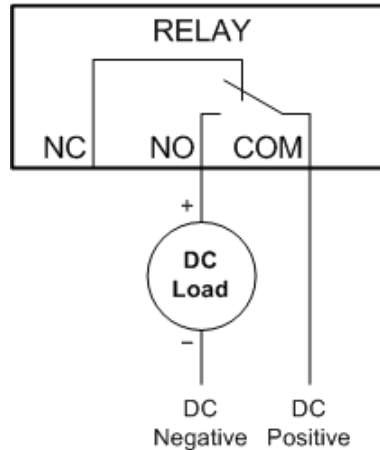 RELAY
NC NO COM
+
DC
Load
−
DC DC
Negative Positive